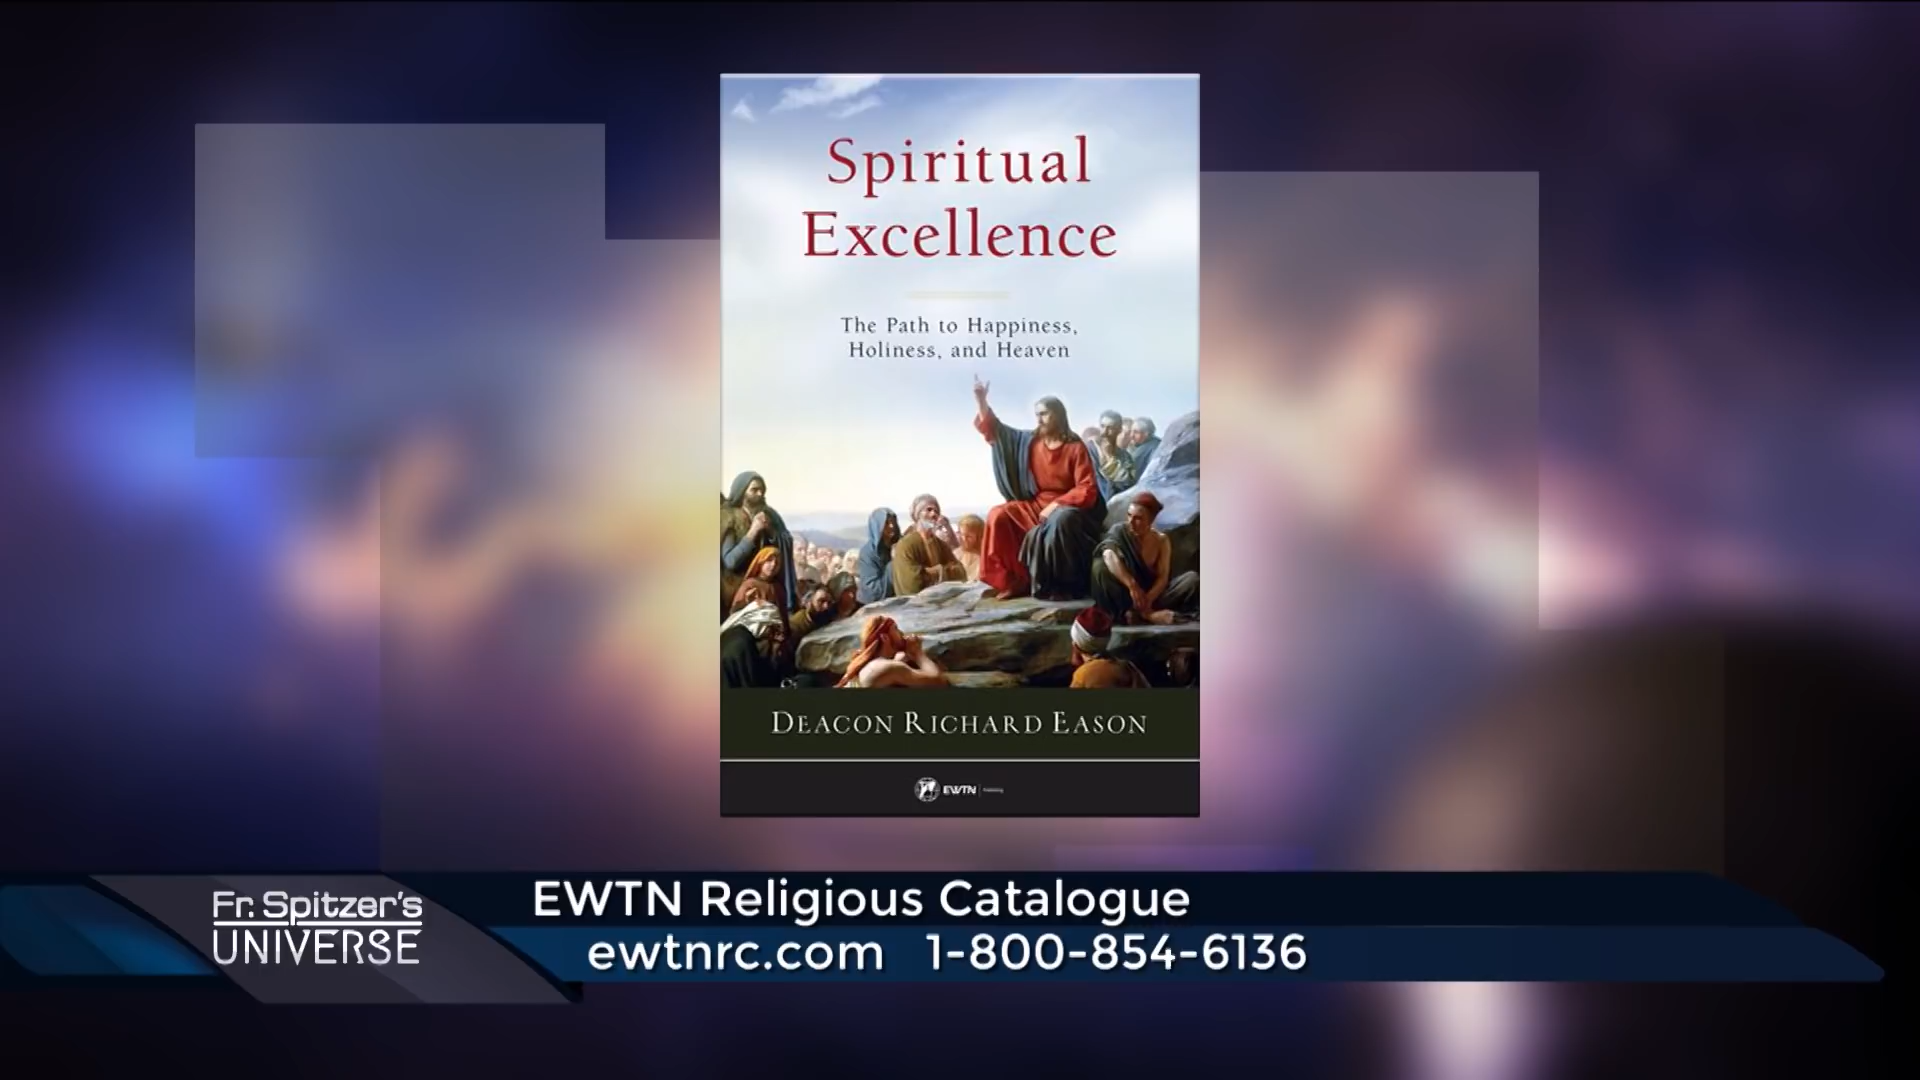 Spiritual
Excellence
The Path to Happiness,
Holiness, and Heaven
DEACON RICHARD EASON
EWTN Publishing
EWTN Religious Catalogue
Fr. Spitzer's
UNIVERSE
ewtnrc.com 1-800-854-6136